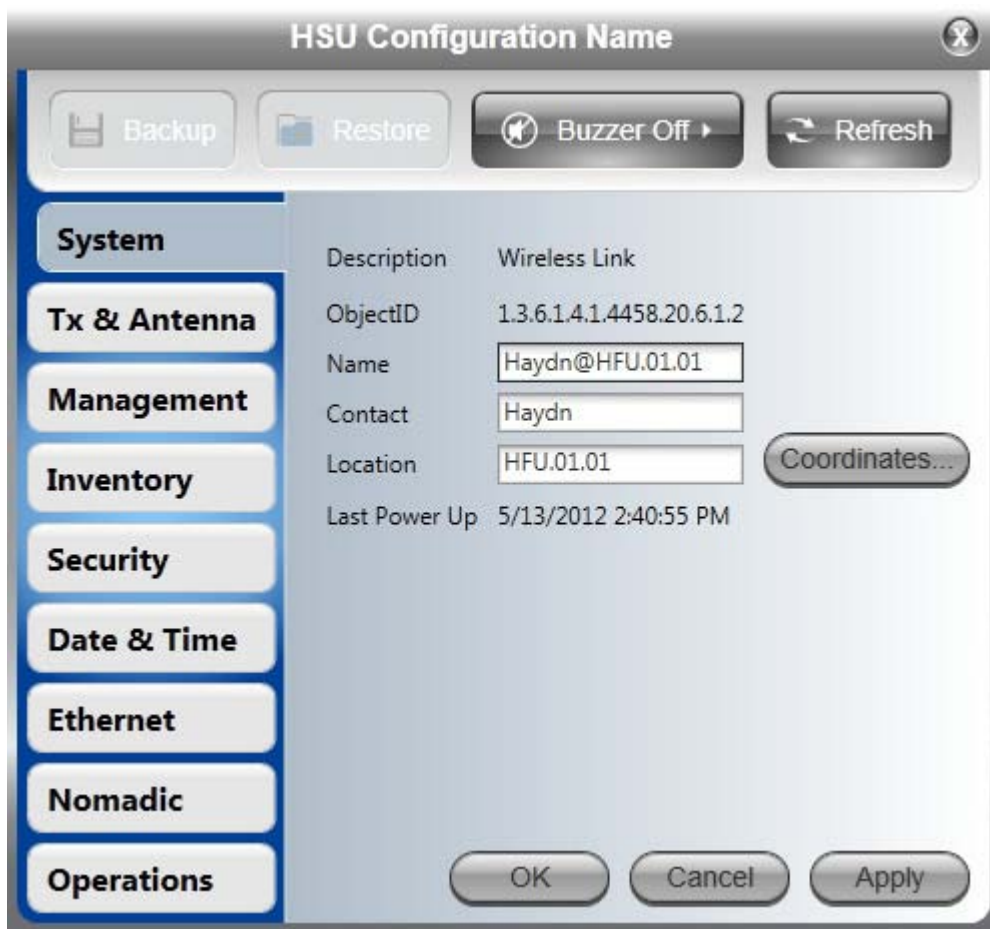 HSU Configuration Name X
Backup Restore Buzzer Off Refresh
System
Tx & Antenna
Management
Inventory
Security
Date & Time
Ethernet
Nomadic
Operations
Description Wireless Link
ObjectID 1.3.6.1.4.1.4458.20.6.1.2
Name Haydn@HFU.01.01
Contact Haydn
Location HFU.01.01 Coordinates...
Last Power Up 5/13/2012 2:40:55 PM
OK Cancel Apply